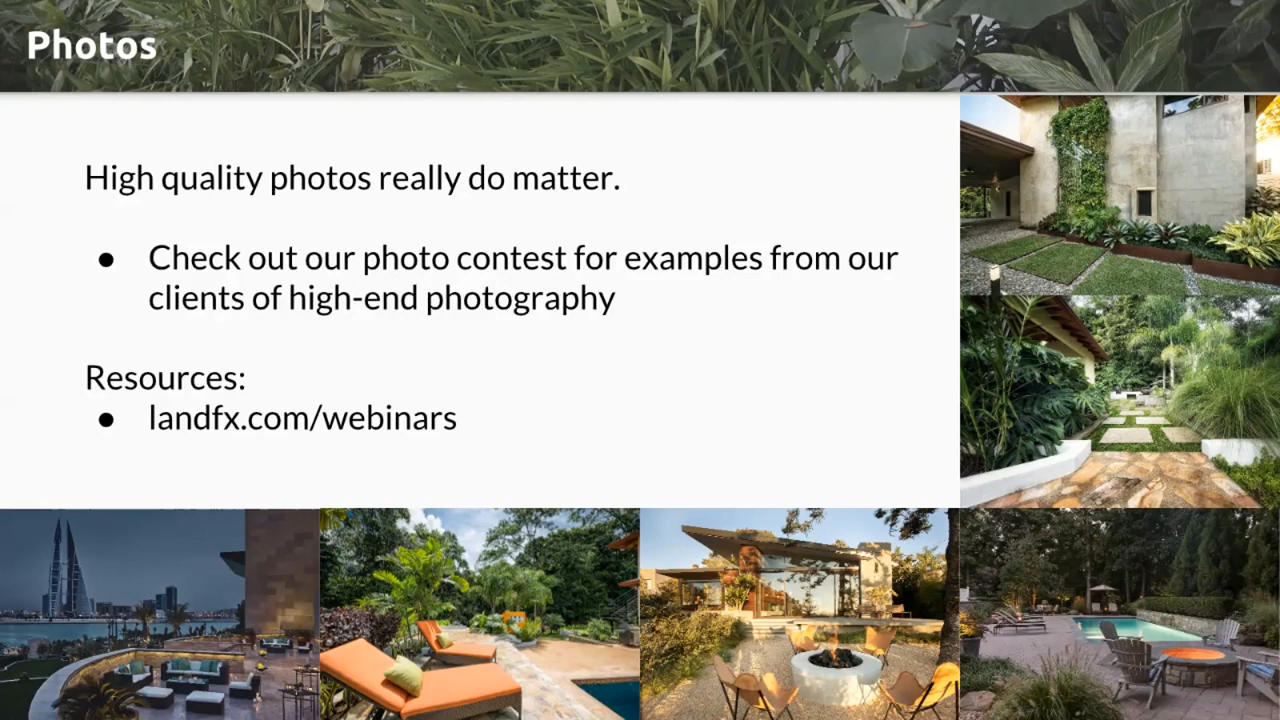 Photos
High quality photos really do matter.
● Check out our photo contest for examples from our
clients of high-end photography
Resources:
● landfx.com/webinars